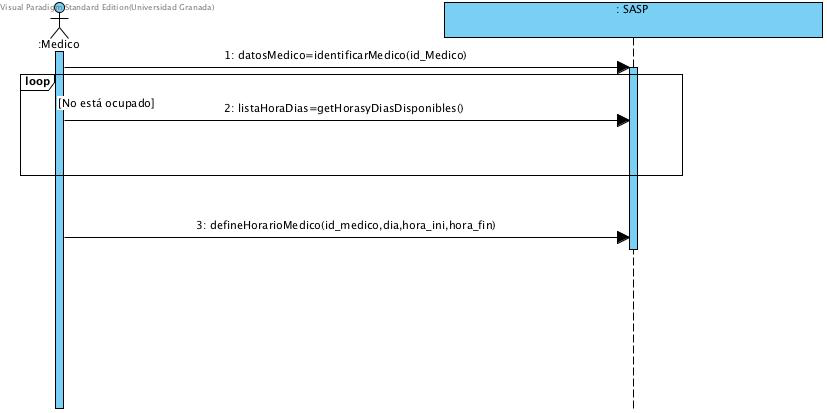 Visual Paradigm Standard Edition(Universidad Granada)
: SASP
:Medico
1: datosMedico=identificarMedico(id_Medico)
loop
[No está ocupado]
2: listaHoraDias=getHorasyDiasDisponibles()
3: defineHorarioMedico(id_medico,dia,hora_ini,hora_fin)